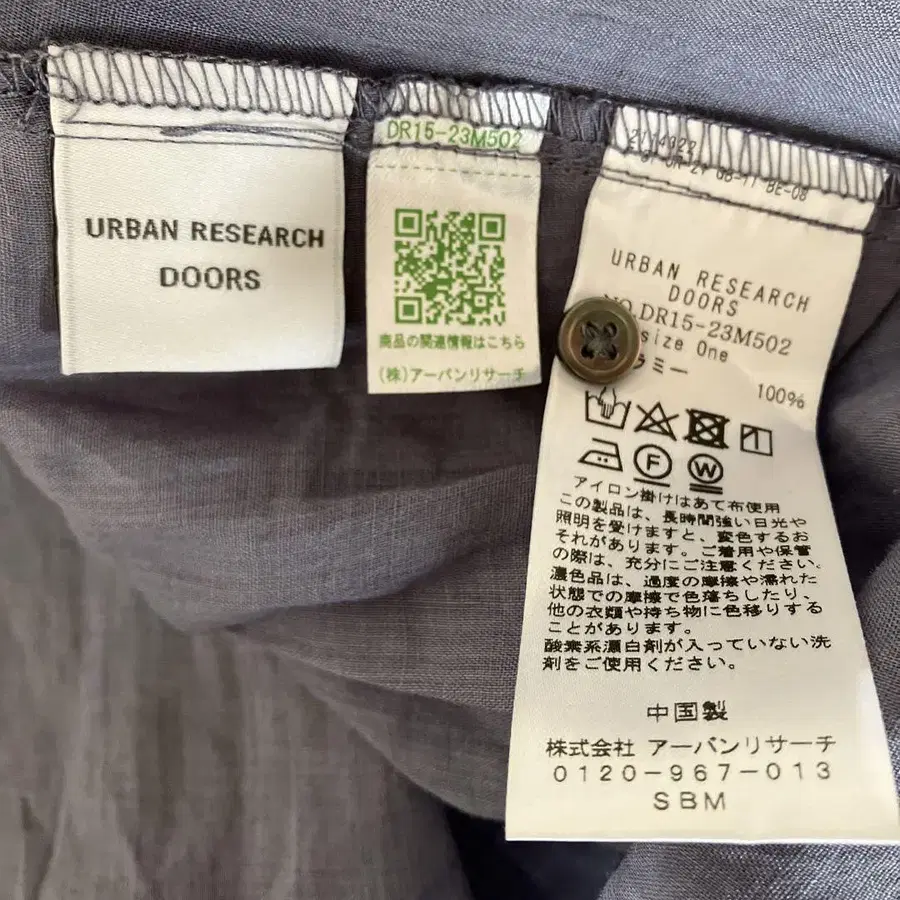 URBAN RESEARCH
DOORS
DR15-23M502
商品の関連情報はこちら
(株)アーバンリサーチ
URBAN RESEARCH
DOORS
NO.DR15-23M502
size One
ラミー 100%
F
W
アイロン掛けはあて布使用
この製品は、長時間強い日光や
照明を受けますと、変色するお
それがあります。ご着用や保管
の際は、充分にご注意ください。
濃色品は、過度の摩擦や濡れた
状態での摩擦で色落ちしたり、
他の衣類や持ち物に色移りする
ことがあります。
酸素系漂白剤が入っていない洗
剤をご使用ください。
中国製
株式会社 アーバンリサーチ
0120-967-013
SBM